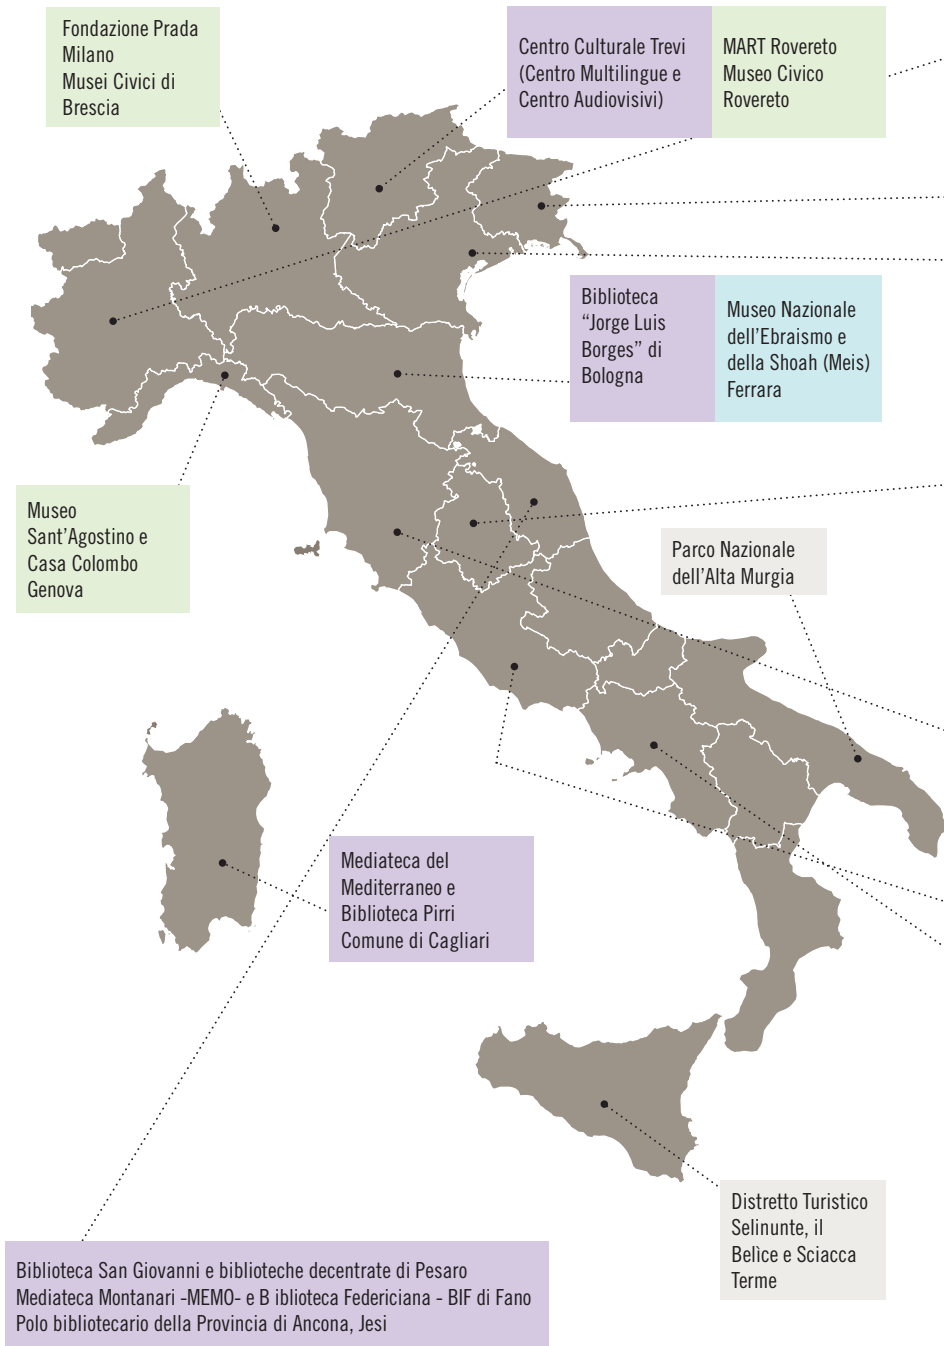 Fondazione Prada
Milano
Musei Civici di
Brescia
Centro Culturale Trevi
(Centro Multilingue e
Centro Audiovisivi)
MART Rovereto
Museo Civico
Rovereto
Biblioteca
“Jorge Luis
Borges” di
Bologna
Museo Nazionale
dell’Ebraismo e
della Shoah (Meis)
Ferrara
Museo
Sant’Agostino e
Casa Colombo
Genova
Parco Nazionale
dell’Alta Murgia
Mediateca del
Mediterraneo e
Biblioteca Pirri
Comune di Cagliari
Distretto Turistico
Selinunte, il
Belìce e Sciacca
Terme
Biblioteca San Giovanni e biblioteche decentrate di Pesaro
Mediateca Montanari -MEMO- e B iblioteca Federiciana - BIF di Fano
Polo bibliotecario della Provincia di Ancona, Jesi